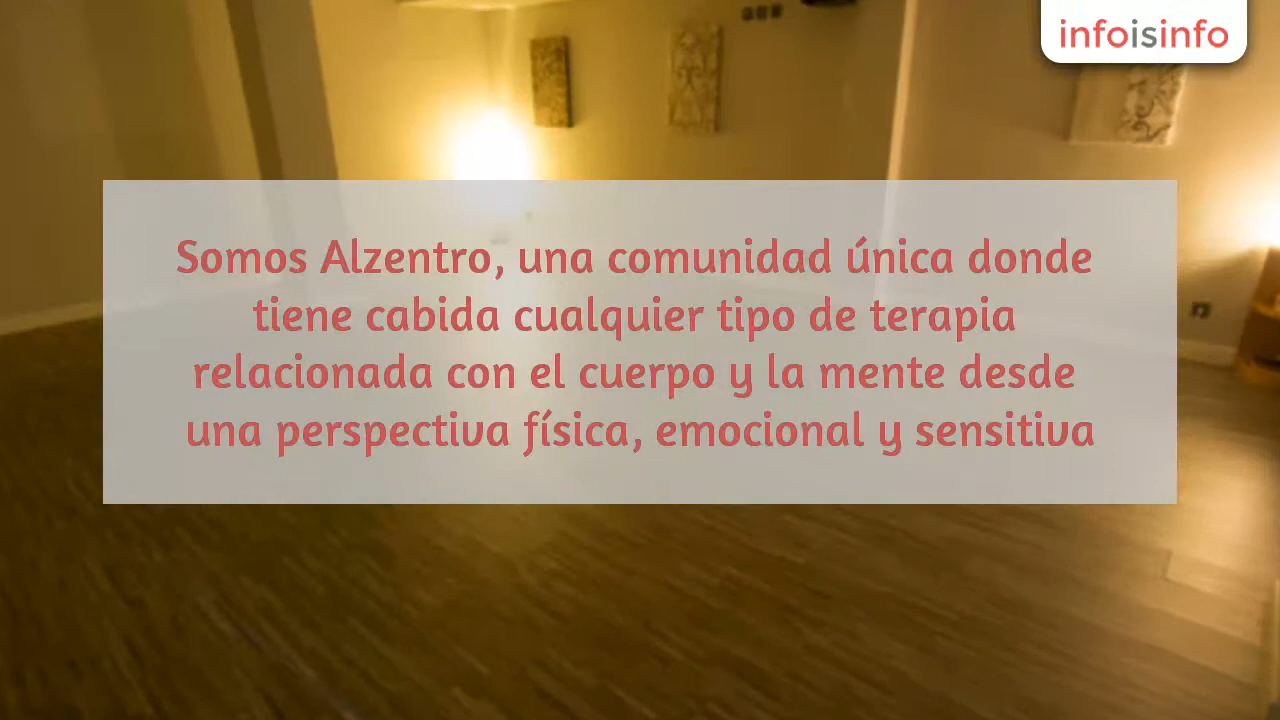 infoisinfo
Somos Alzentro, una comunidad única donde
tiene cabida cualquier tipo de terapia
relacionada con el cuerpo y la mente desde
una perspectiva física, emocional y sensitiva